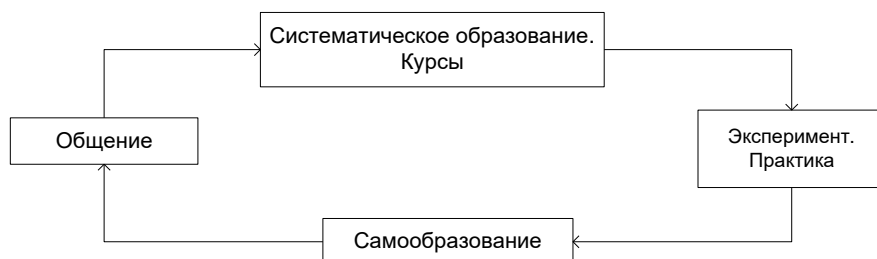 Систематическое образование.
Курсы
Общение
Эксперимент.
Практика
Самообразование